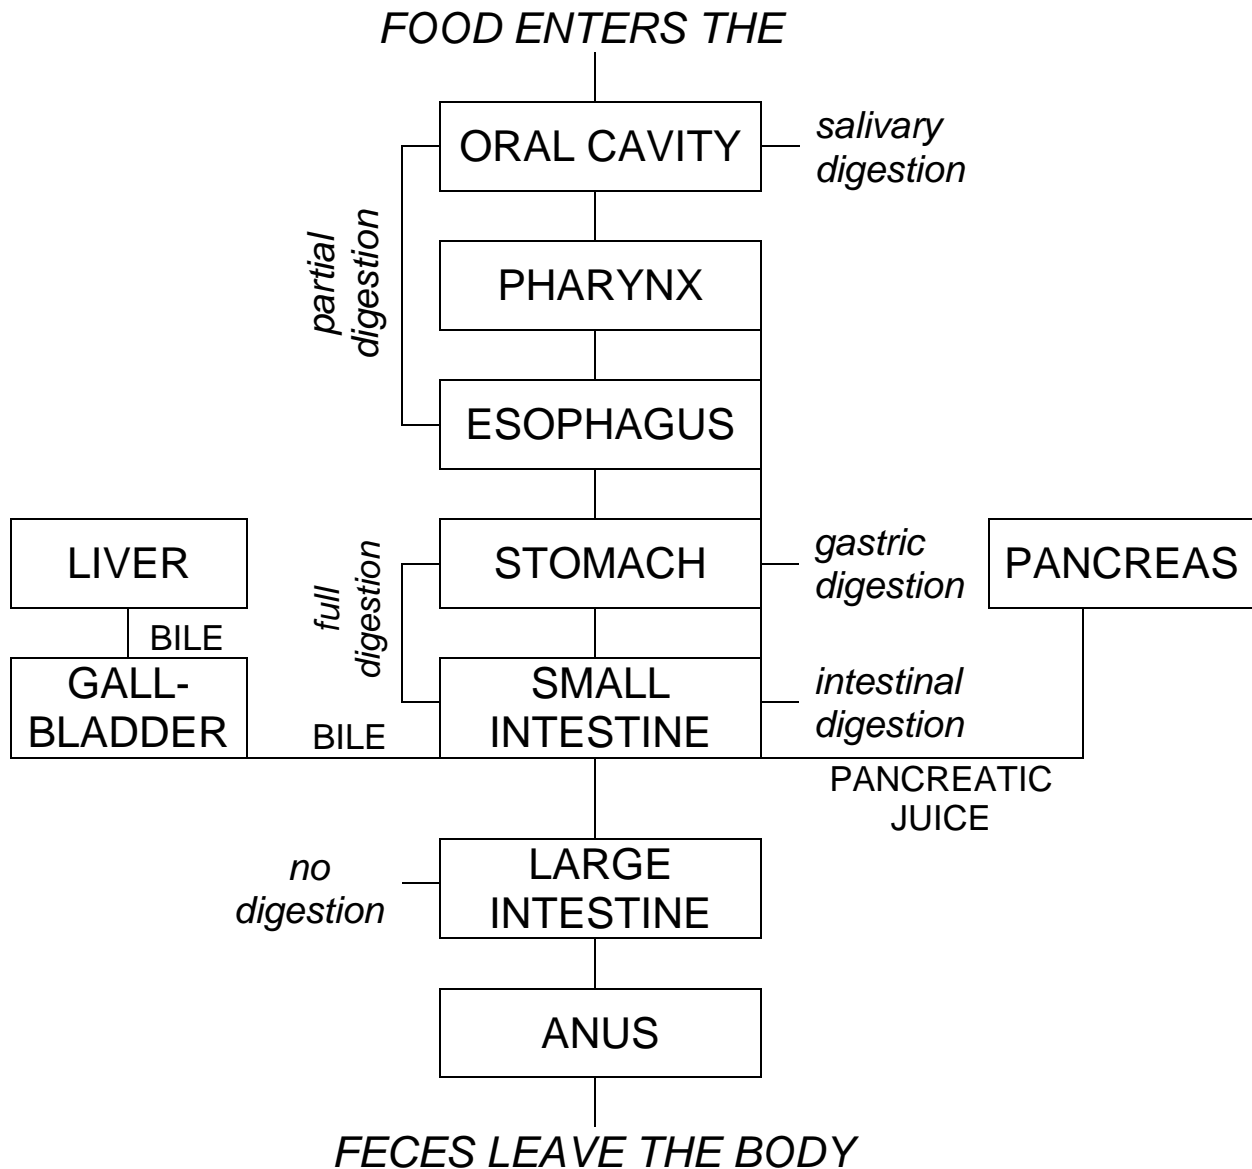 FOOD ENTERS THE
ORAL CAVITY
salivary
digestion
partial
digestion
PHARYNX
ESOPHAGUS
LIVER
BILE
GALL-
BLADDER
BILE
full
digestion
STOMACH
gastric
digestion
PANCREAS
SMALL
INTESTINE
intestinal
digestion
PANCREATIC
JUICE
no
digestion
LARGE
INTESTINE
ANUS
FECES LEAVE THE BODY